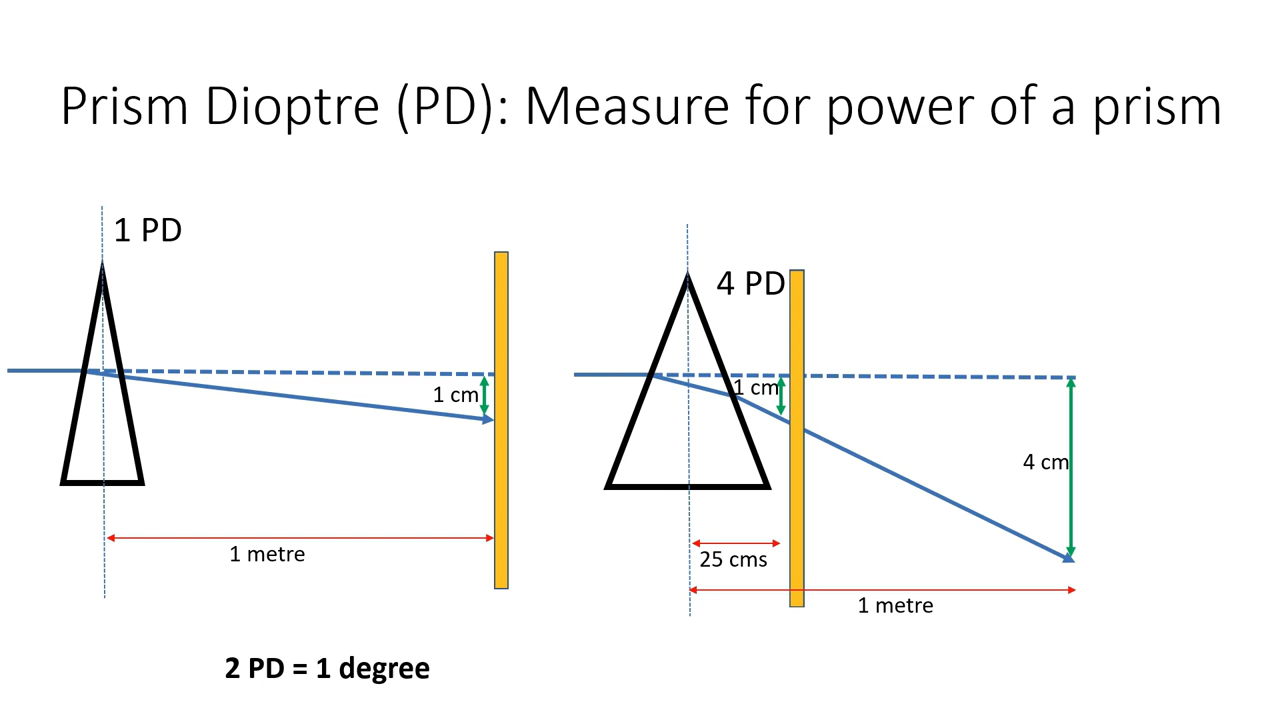 Prism Dioptre (PD): Measure for power of a prism
1 PD
1 cm
1 metre
4 PD
1 cm
4 cm
25 cms
1 metre
2 PD = 1 degree